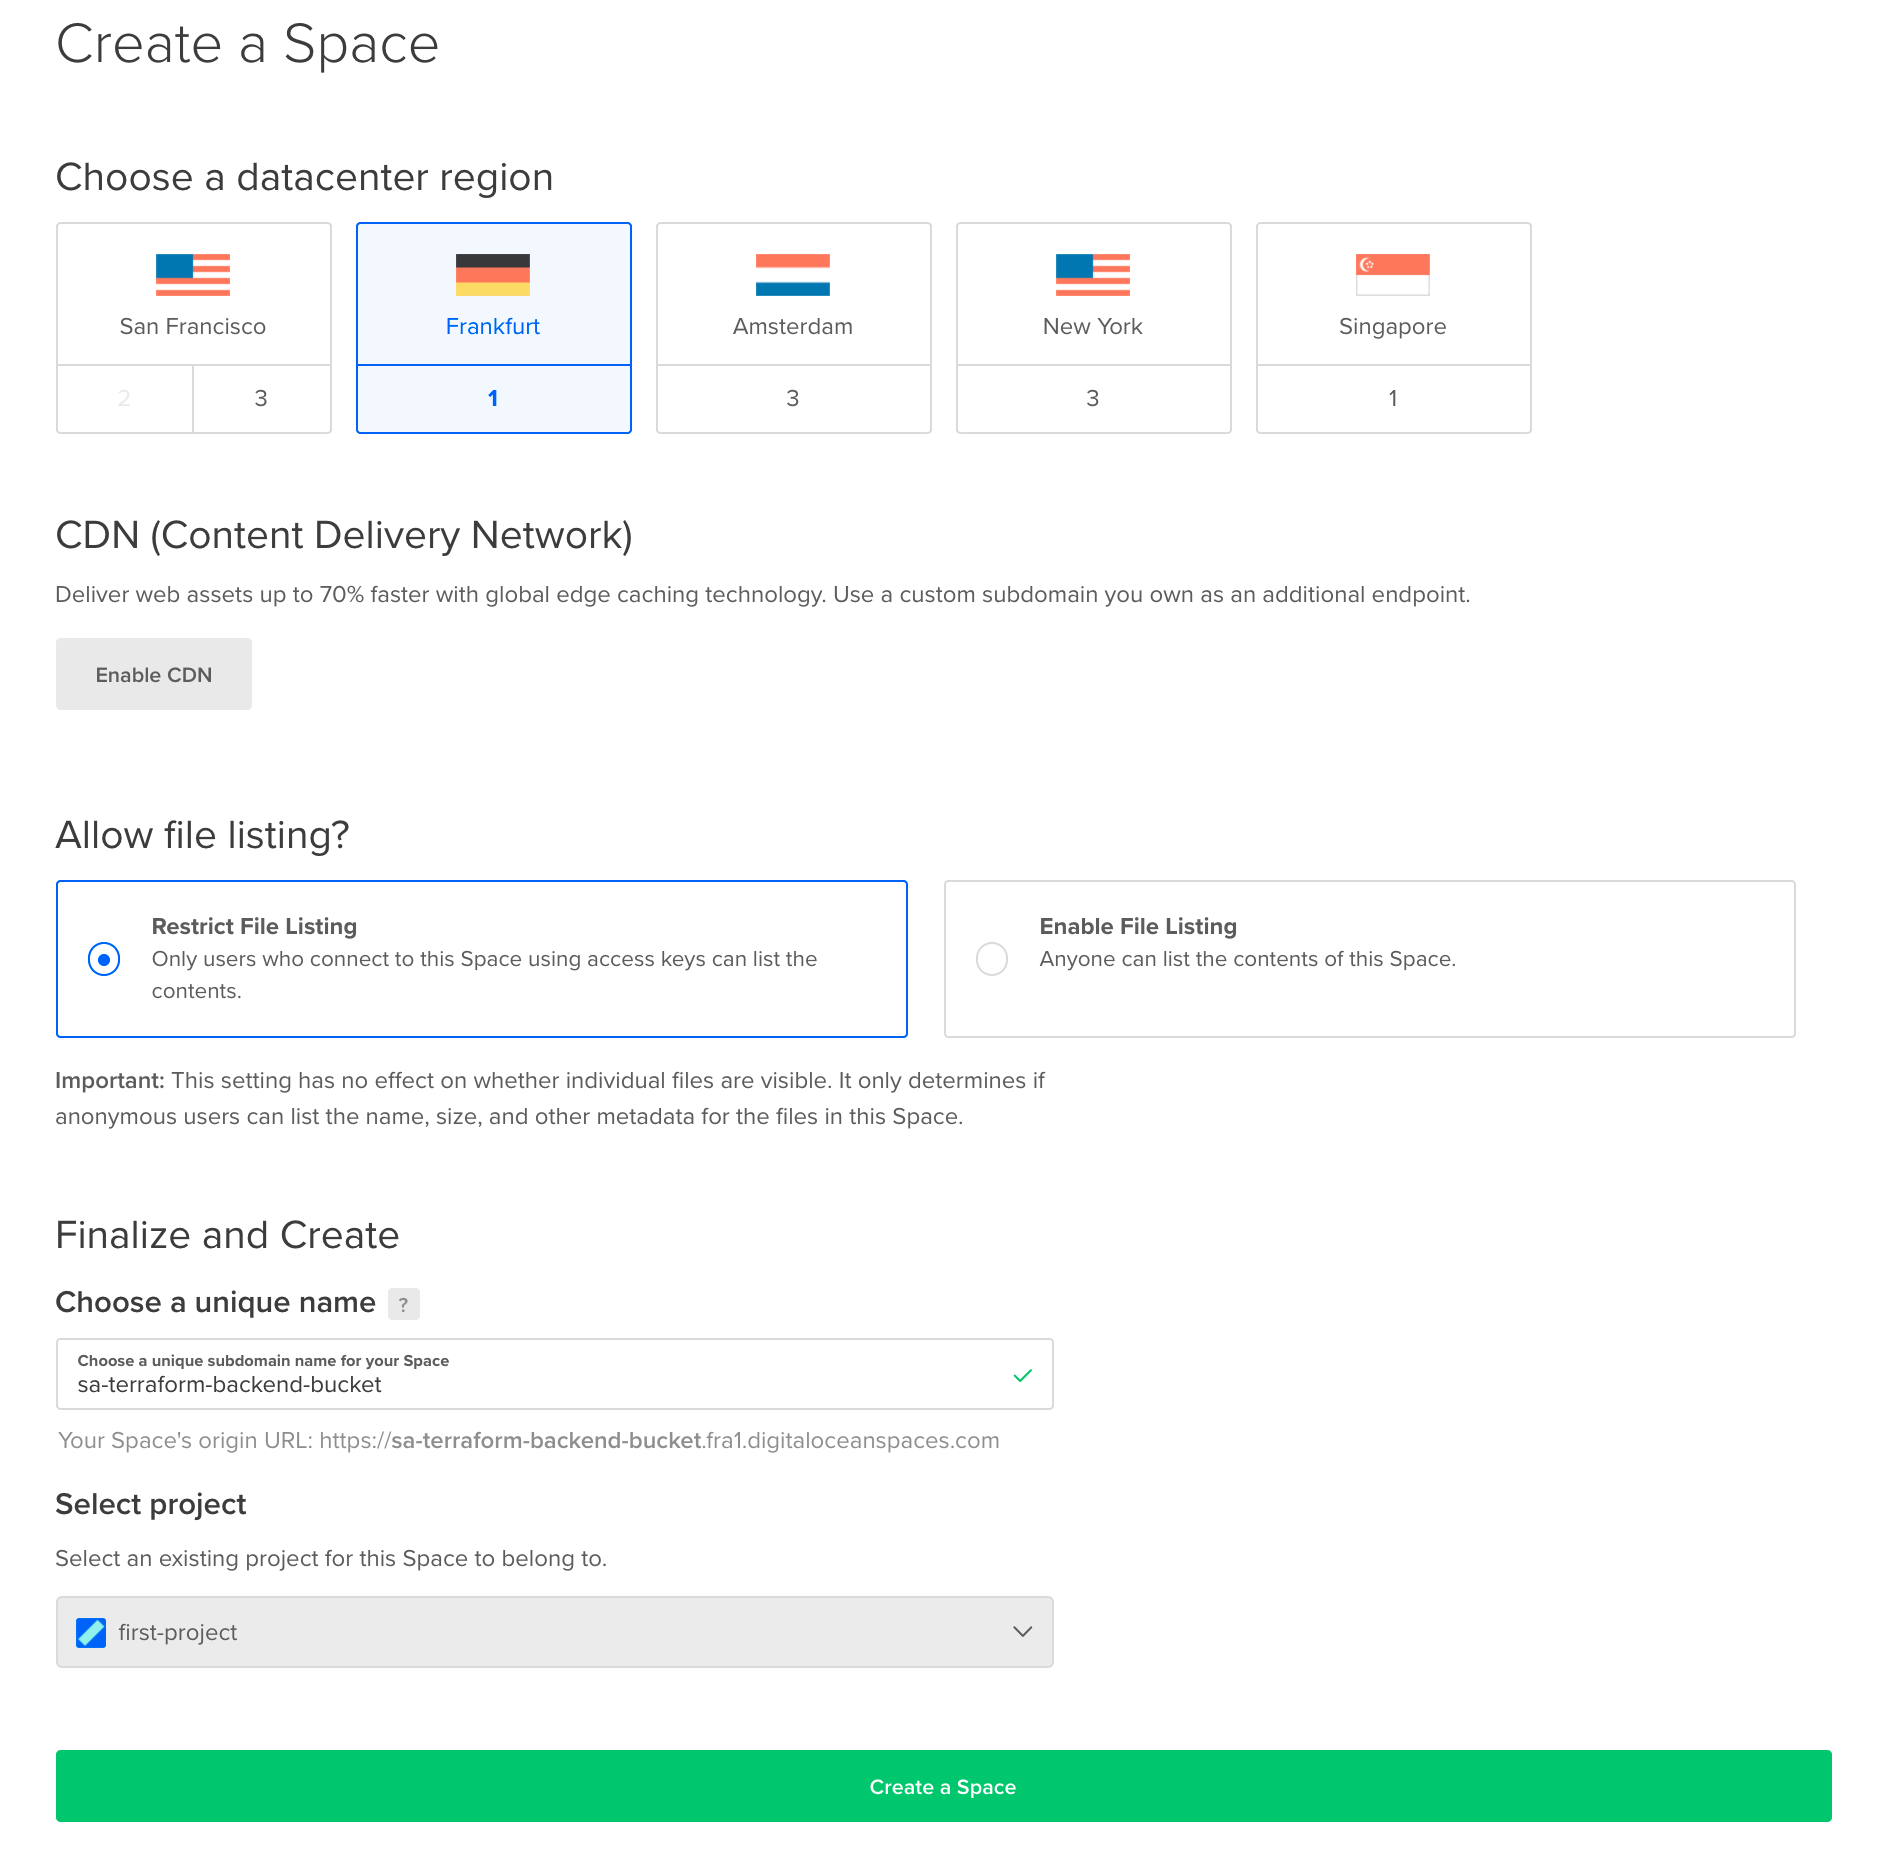 Create a Space
Choose a datacenter region
San Francisco
2
3
Frankfurt
1
Amsterdam
3
New York
3
Singapore
1
CDN (Content Delivery Network)
Deliver web assets up to 70% faster with global edge caching technology. Use a custom subdomain you own as an additional endpoint.
Enable CDN
Allow file listing?
Restrict File Listing
Only users who connect to this Space using access keys can list the
contents.
Enable File Listing
Anyone can list the contents of this Space.
Important: This setting has no effect on whether individual files are visible. It only determines if
anonymous users can list the name, size, and other metadata for the files in this Space.
Finalize and Create
Choose a unique name ?
Choose a unique subdomain name for your Space
sa-terraform-backend-bucket
Your Space's origin URL: https://sa-terraform-backend-bucket.fra1.digitaloceanspaces.com
Select project
Select an existing project for this Space to belong to.
first-project
Create a Space